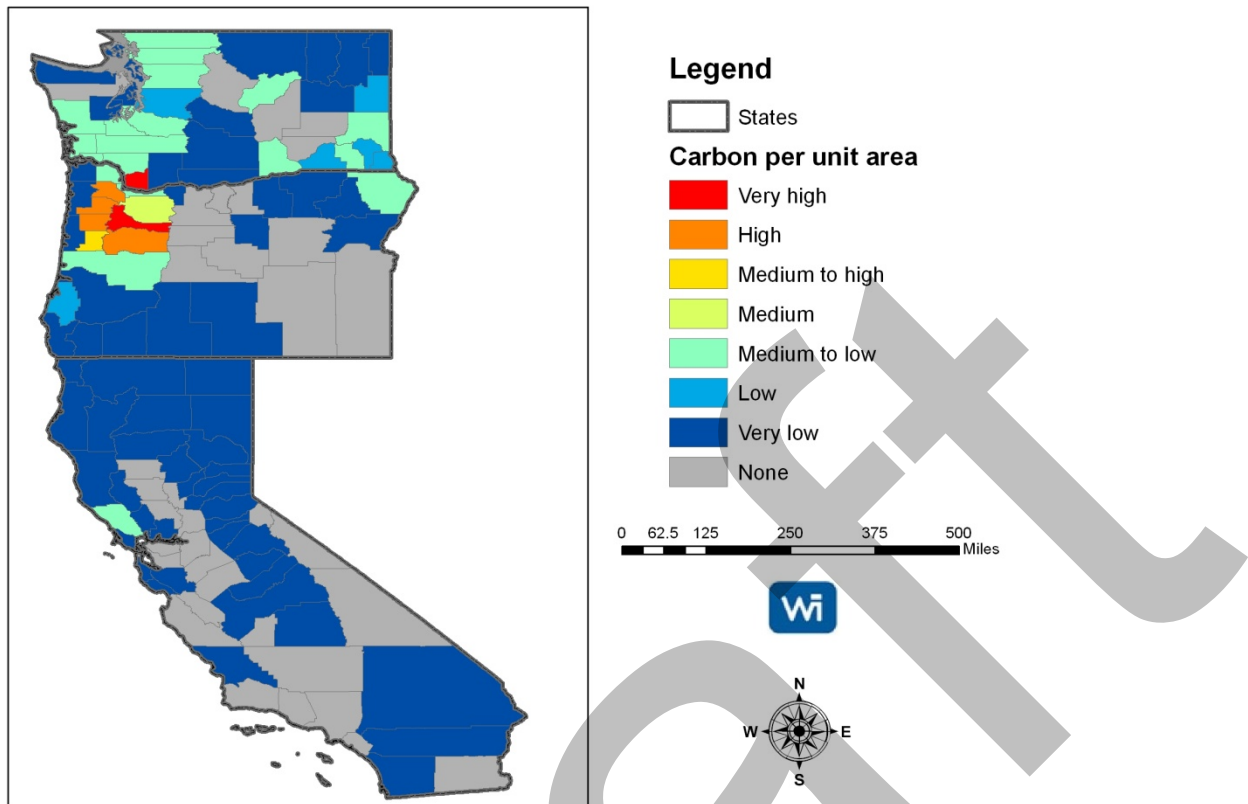 Legend
States
Carbon per unit area
Very high
High
Medium to high
Medium
Medium to low
Low
Very low
None
0 62.5 125 250 375 500
Miles
Wi
N
W E
S